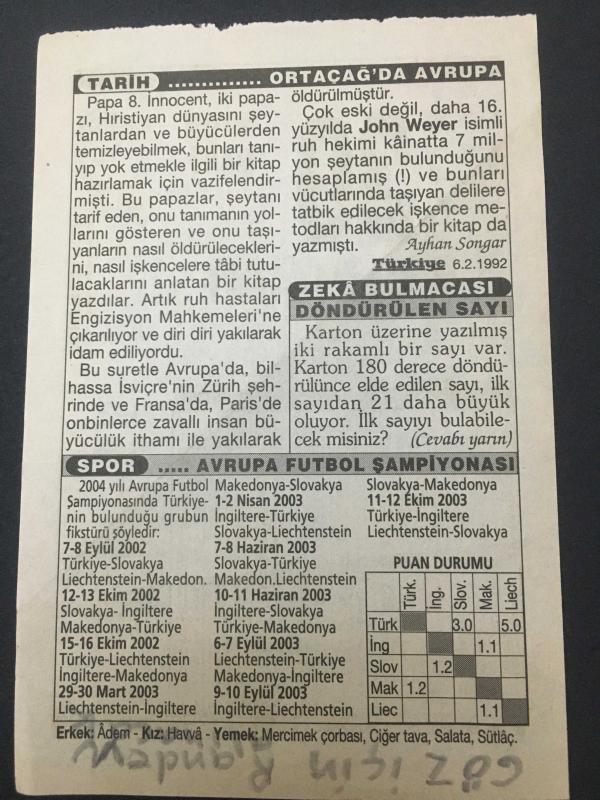 TARİH ............. ORTAÇAĞ'DA AVRUPA
Papa 8. İnnocent, iki papa-
zı, Hıristiyan dünyasını şey-
tanlardan ve büyücülerden
temizleyebilmek, bunları tanı-
yıp yok etmekle ilgili bir kitap
hazırlamak için vazifelendir-
mişti. Bu papazlar, şeytanı
tarif eden, onu tanımanın yol-
larını gösteren ve onu taşı-
yanların nasıl öldürülecekleri-
ni, nasıl işkencelere tâbi tutu-
lacaklarını anlatan bir kitap
yazdılar. Artık ruh hastaları
Engizisyon Mahkemeleri'ne
çıkarılıyor ve diri diri yakılarak
idam ediliyordu.
Bu suretle Avrupa'da, bil-
hassa İsviçre'nin Zürih şeh-
rinde ve Fransa'da, Paris'de
onbinlerce zavallı insan bü-
yücülük ithamı ile yakılarak
öldürülmüştür.
Çok eski değil, daha 16.
yüzyılda John Weyer isimli
ruh hekimi kâinatta 7 mil-
yon şeytanın bulunduğunu
hesaplamış (!) ve bunları
vücutlarında taşıyan delilere
tatbik edilecek işkence me-
todları hakkında bir kitap da
yazmıştı. Ayhan Songar
Türkiye 6.2.1992
ZEKÂ BULMACASI
DÖNDÜRÜLEN SAYI
Karton üzerine yazılmış
iki rakamlı bir sayı var.
Karton 180 derece döndü-
rülünce elde edilen sayı, ilk
sayıdan 21 daha büyük
oluyor. İlk sayıyı bulabile-
cek misiniz? (Cevabı yarın)
SPOR ..... AVRUPA FUTBOL ŞAMPİYONASI
2004 yılı Avrupa Futbol
Şampiyonasında Türkiye-
nin bulunduğu grubun
fikstürü şöyledir:
7-8 Eylül 2002
Türkiye-Slovakya
Liechtenstein-Makedon.
12-13 Ekim 2002
Slovakya- İngiltere
Makedonya-Türkiye
15-16 Ekim 2002
Türkiye-Liechtenstein
İngiltere-Makedonya
29-30 Mart 2003
Liechtenstein-İngiltere
Makedonya-Slovakya
1-2 Nisan 2003
İngiltere-Türkiye
Slovakya-Liechtenstein
7-8 Haziran 2003
Slovakya-Türkiye
Makedon.Liechtenstein
10-11 Haziran 2003
İngiltere-Slovakya
Türkiye-Makedonya
6-7 Eylül 2003
Liechtenstein-Türkiye
Makedonya-İngiltere
9-10 Eylül 2003
İngiltere-Liechtenstein
Slovakya-Makedonya
11-12 Ekim 2003
Türkiye-İngiltere
Liechtenstein-Slovakya
PUAN DURUMU
Türk. İng. Slov. Mak. Liech
Türk 3.0 5.0
İng 1.1
Slov 1.2
Mak 1.2
Liec 1.1
Erkek: Âdem - Kız: Havvâ - Yemek: Mercimek çorbası, Ciğer tava, Salata, Sütlâç.
Göz için